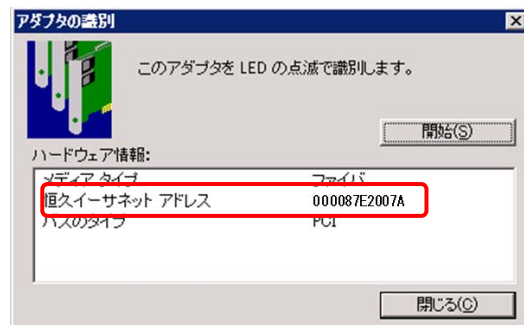 アダプタの識別
このアダプタを LED の点滅で識別します。
開始(S)
ハードウェア情報:
メディア タイプ ファイバ
恒久イーサネット アドレス 000087E2007A
バスのタイプ PCI
閉じる(C)